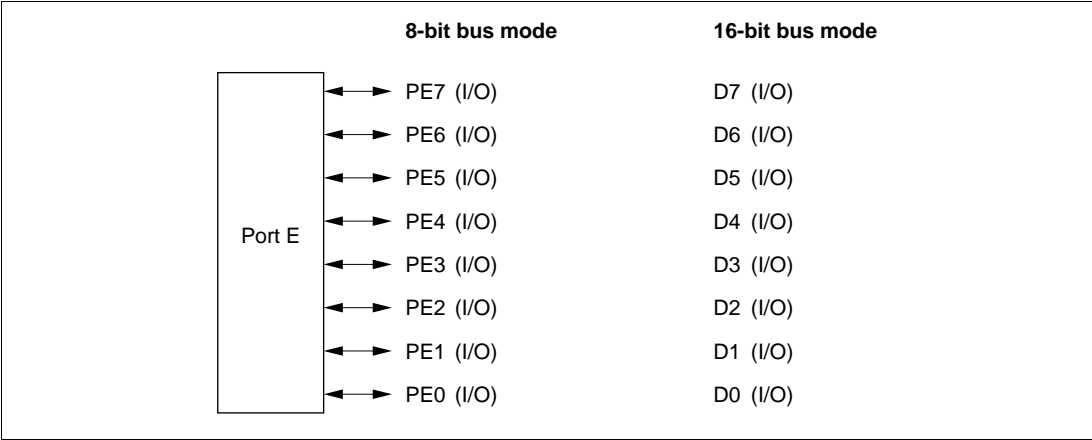 8-bit bus mode 16-bit bus mode
PE7 (I/O) D7 (I/O)
PE6 (I/O) D6 (I/O)
PE5 (I/O) D5 (I/O)
PE4 (I/O) D4 (I/O)
Port E
PE3 (I/O) D3 (I/O)
PE2 (I/O) D2 (I/O)
PE1 (I/O) D1 (I/O)
PE0 (I/O) D0 (I/O)